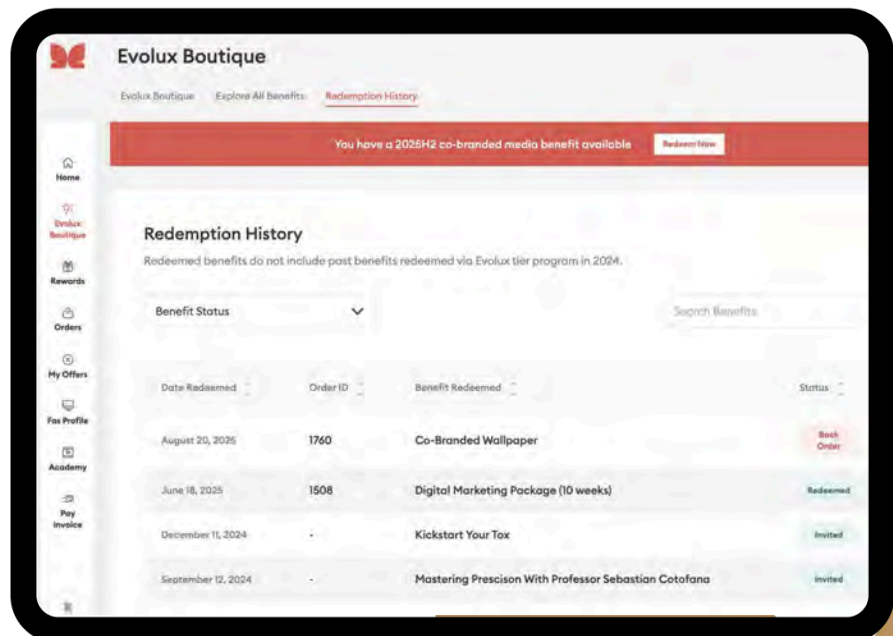 Evolux Boutique
Evolux Boutique Explore All Benefits Redemption History
You have a 2025H2 co-branded media benefit available Redeem Now
Home
Evolux
Boutique
Rewards
Orders
My Offers
Fas Profile
Academy
Pay
Invoice
Redemption History
Redeemed benefits do not include past benefits redeemed via Evolux tier program in 2024.
Benefit Status Search Benefits
Date Redeemed Order ID Benefit Redeemed Status
August 20, 2025 1760 Co-Branded Wallpaper Back Order
June 18, 2025 1508 Digital Marketing Package (10 weeks) Redeemed
December 11, 2024 - Kickstart Your Tox Invited
September 12, 2024 - Mastering Prescison With Professor Sebastian Cotofana Invited